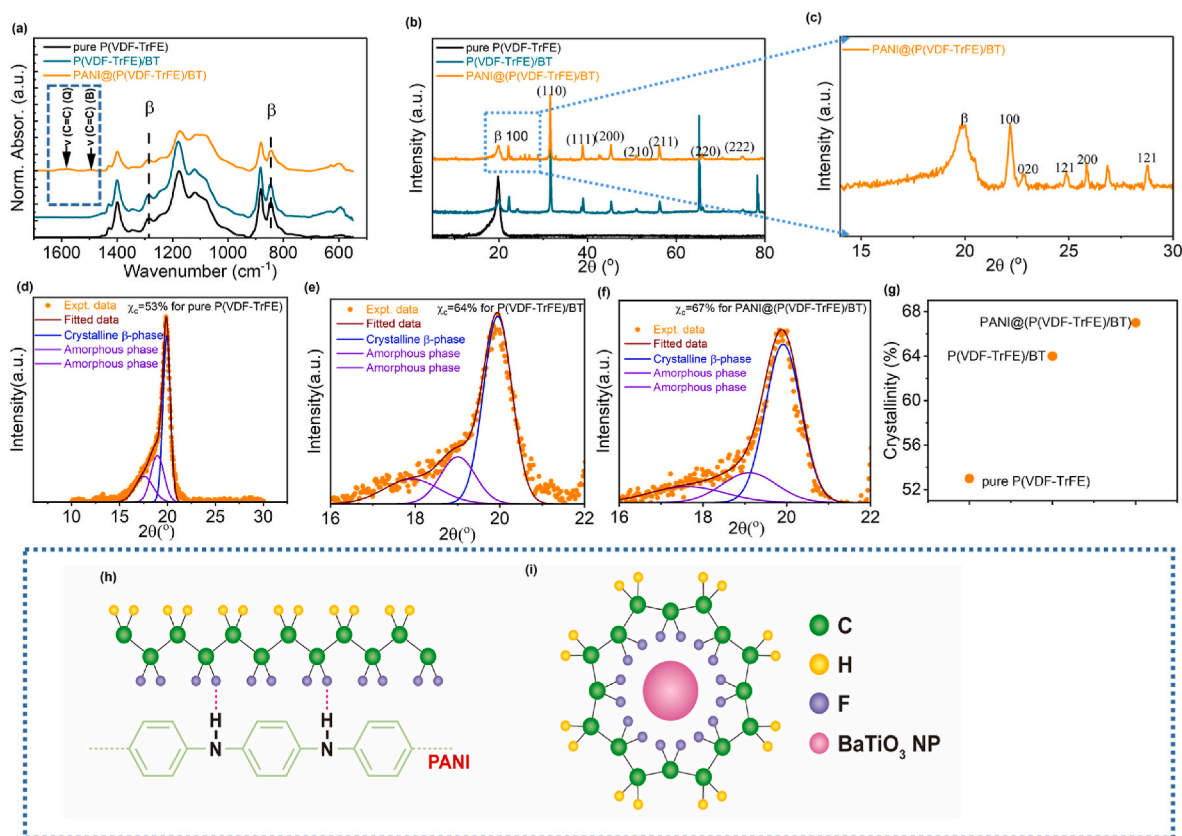 (a)
pure P(VDF-TrFE)
P(VDF-TrFE)/BT
PANI@(P(VDF-TrFE)/BT)
ν (C=C) (Q)
ν (C=C) (B)
β
β
Norm. Absor. (a.u.)
1600 1400 1200 1000 800 600
Wavenumber (cm-1)
(b)
pure P(VDF-TrFE)
P(VDF-TrFE)/BT
PANI@(P(VDF-TrFE)/BT)
(110)
β 100
(111)
(200)
(210)
(211)
(220)
(222)
Intensity (a.u.)
20 40 60 80
2θ (o)
(c)
PANI@(P(VDF-TrFE)/BT)
β
100
020
121
200
121
Intensity (a.u.)
15 20 25 30
2θ (o)
(d)
χc=53% for pure P(VDF-TrFE)
Expt. data
Fitted data
Crystalline β-phase
Amorphous phase
Amorphous phase
Intensity(a.u.)
5 10 15 20 25 30
2θ(o)
(e)
χc=64% for P(VDF-TrFE)/BT
Expt. data
Fitted data
Crystalline β-phase
Amorphous phase
Amorphous phase
Intensity(a.u.)
16 18 20 22
2θ(o)
(f)
χc=67% for PANI@(P(VDF-TrFE)/BT)
Expt. data
Fitted data
Crystalline β-phase
Amorphous phase
Amorphous phase
Intensity(a.u.)
16 18 20 22
2θ(o)
(g)
PANI@(P(VDF-TrFE)/BT)
P(VDF-TrFE)/BT
pure P(VDF-TrFE)
Crystallinity (%)
68
64
60
56
52
(h)
H
N
H
N
PANI
(i)
C
H
F
BaTiO3 NP